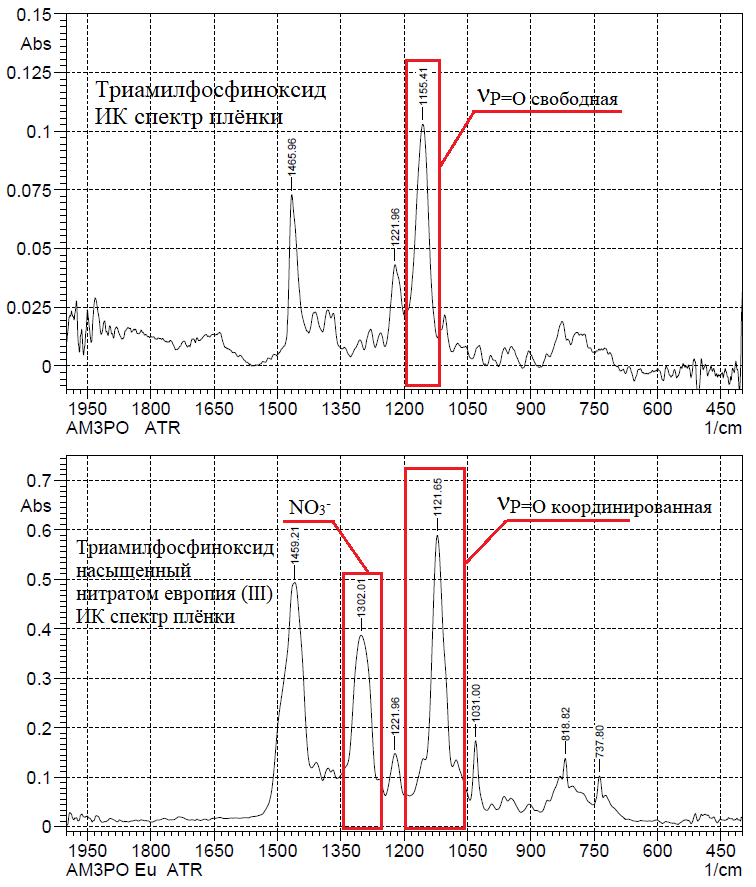 0.15
Abs
0.125
0.1
0.075
0.05
0.025
0
Триамилфосфиноксид
ИК спектр плёнки
1465.96
1221.96
1155.41
νP=O свободная
1950 1800 1650 1500 1350 1200 1050 900 750 600 450
AM3PO ATR 1/cm
0.7
Abs
0.6
0.5
0.4
0.3
0.2
0.1
0
NO₃⁻
νP=O координированная
Триамилфосфиноксид
насыщенный
нитратом европия (III)
ИК спектр плёнки
1459.21
1302.01
1221.96
1121.65
1031.00
818.82
737.80
1950 1800 1650 1500 1350 1200 1050 900 750 600 450
AM3PO Eu ATR 1/cm